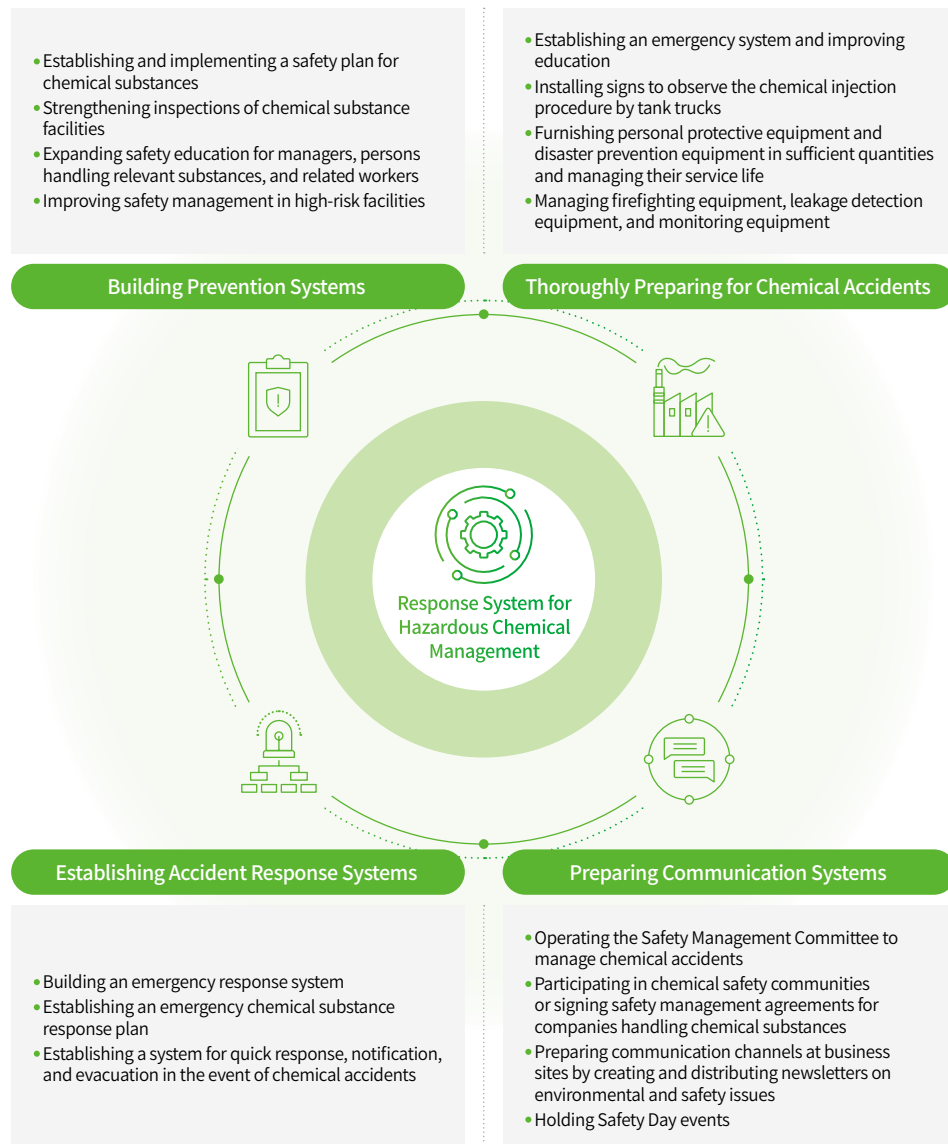 • Establishing and implementing a safety plan for
chemical substances
• Strengthening inspections of chemical substance
facilities
• Expanding safety education for managers, persons
handling relevant substances, and related workers
• Improving safety management in high-risk facilities
Building Prevention Systems
• Establishing an emergency system and improving
education
• Installing signs to observe the chemical injection
procedure by tank trucks
• Furnishing personal protective equipment and
disaster prevention equipment in sufficient quantities
and managing their service life
• Managing firefighting equipment, leakage detection
equipment, and monitoring equipment
Thoroughly Preparing for Chemical Accidents
Response System for
Hazardous Chemical
Management
Establishing Accident Response Systems
• Building an emergency response system
• Establishing an emergency chemical substance
response plan
• Establishing a system for quick response, notification,
and evacuation in the event of chemical accidents
Preparing Communication Systems
• Operating the Safety Management Committee to
manage chemical accidents
• Participating in chemical safety communities
or signing safety management agreements for
companies handling chemical substances
• Preparing communication channels at business
sites by creating and distributing newsletters on
environmental and safety issues
• Holding Safety Day events